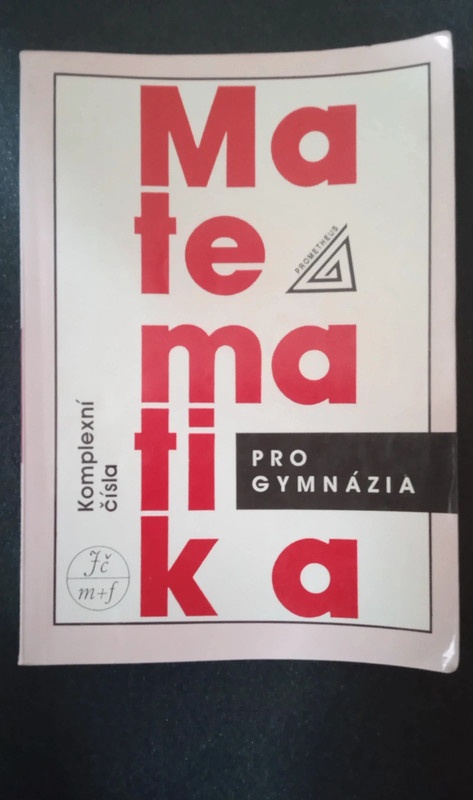 Ma
te
ma
ti
ka
PROMETHEUS
PRO
GYMNÁZIA
Komplexní
čísla
Jč
m+f